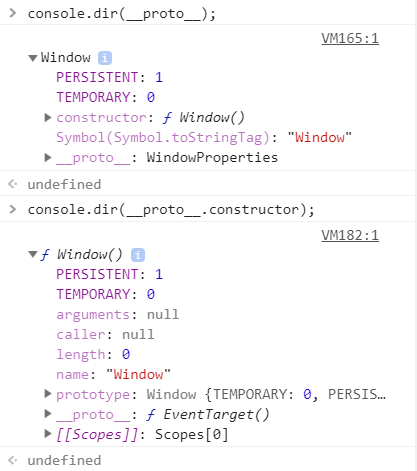 > console.dir(__proto__);
VM165:1
▼Window i
PERSISTENT: 1
TEMPORARY: 0
▶constructor: ƒ Window()
Symbol(Symbol.toStringTag): "Window"
▶__proto__: WindowProperties
<· undefined
> console.dir(__proto__.constructor);
VM182:1
▼ƒ Window() i
PERSISTENT: 1
TEMPORARY: 0
arguments: null
caller: null
length: 0
name: "Window"
▶prototype: Window {TEMPORARY: 0, PERSIS…
▶__proto__: ƒ EventTarget()
▶[[Scopes]]: Scopes[0]
<· undefined